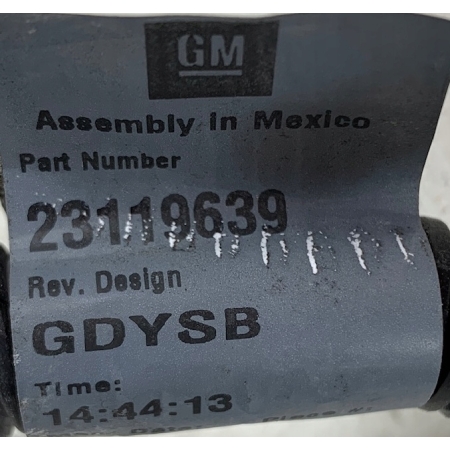 GM
Assembly in Mexico
Part Number
23119639
Rev. Design
GDYSB
Time:
14:44:13